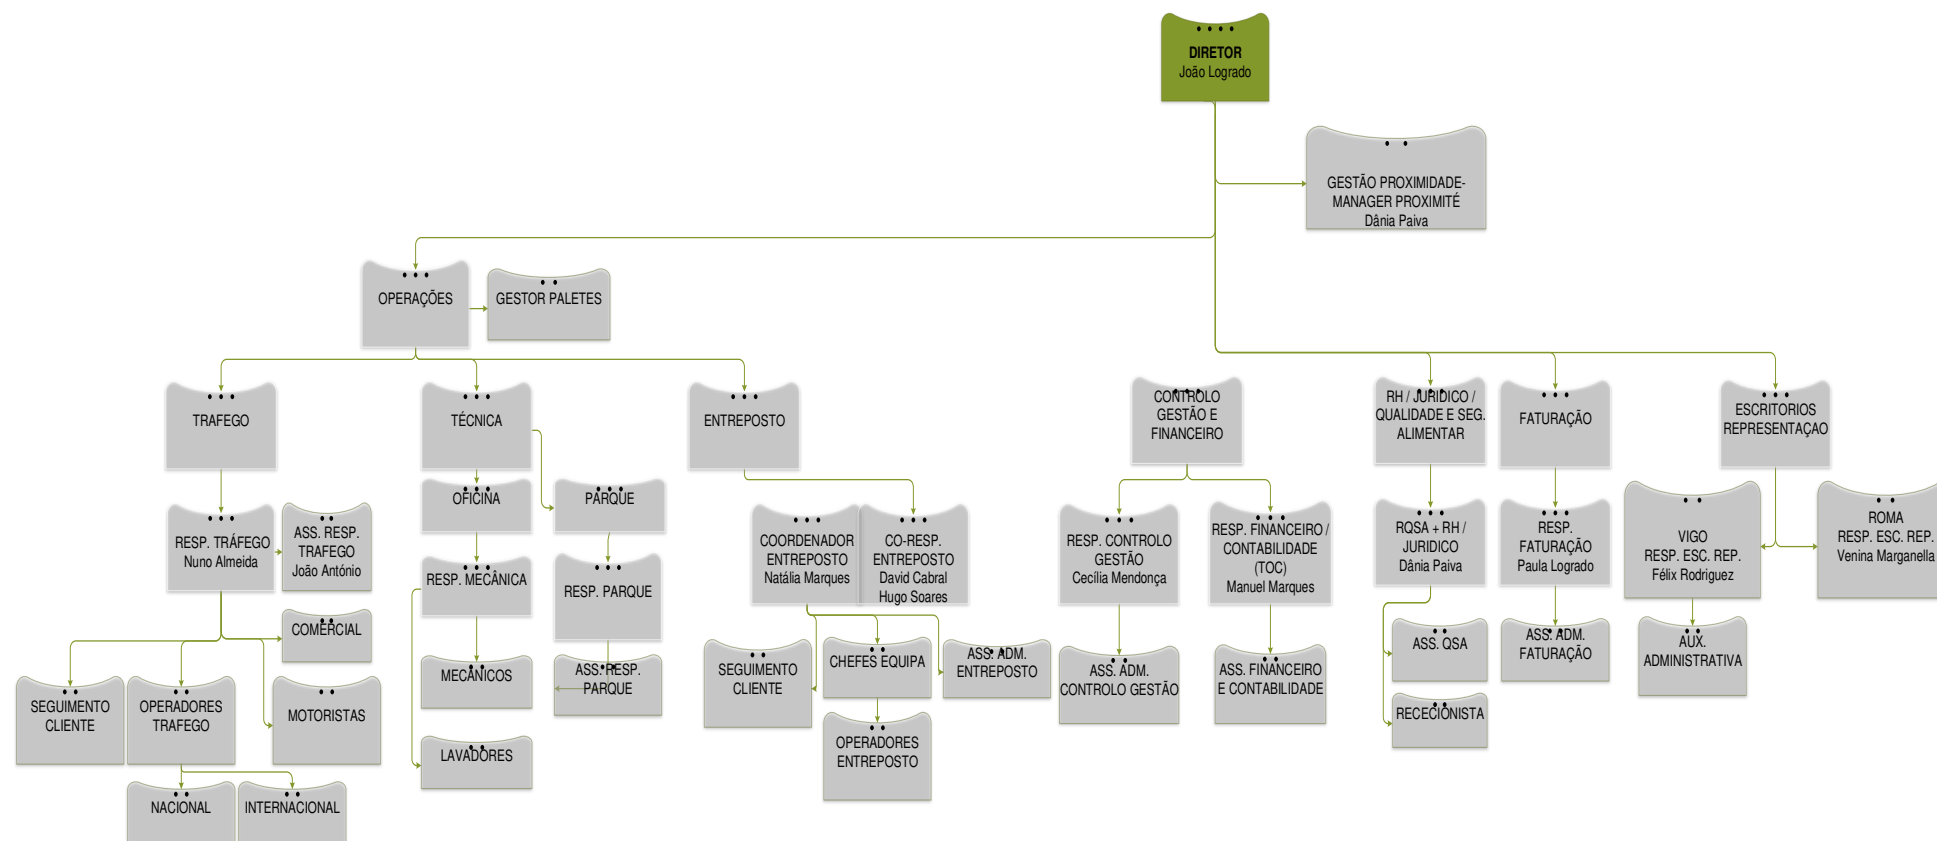 DIRETOR
João Logrado
GESTÃO PROXIMIDADE-
MANAGER PROXIMITÉ
Dânia Paiva
OPERAÇÕES
GESTOR PALETES
TRAFEGO
TÉCNICA
ENTREPOSTO
CONTROLO
GESTÃO E
FINANCEIRO
RH / JURIDICO /
QUALIDADE E SEG.
ALIMENTAR
FATURAÇÃO
ESCRITORIOS
REPRESENTAÇAO
RESP. TRÁFEGO
Nuno Almeida
ASS. RESP.
TRAFEGO
João António
OFICINA
PARQUE
COORDENADOR
ENTREPOSTO
Natália Marques
CO-RESP.
ENTREPOSTO
David Cabral
Hugo Soares
RESP. CONTROLO
GESTÃO
Cecília Mendonça
RESP. FINANCEIRO /
CONTABILIDADE
(TOC)
Manuel Marques
RQSA + RH /
JURIDICO
Dânia Paiva
RESP.
FATURAÇÃO
Paula Logrado
VIGO
RESP. ESC. REP.
Félix Rodriguez
ROMA
RESP. ESC. REP.
Venina Marganella
RESP. MECÂNICA
RESP. PARQUE
COMERCIAL
SEGUIMENTO
CLIENTE
OPERADORES
TRAFEGO
MOTORISTAS
MECÂNICOS
ASS. RESP.
PARQUE
SEGUIMENTO
CLIENTE
CHEFES EQUIPA
ASS. ADM.
ENTREPOSTO
ASS. ADM.
CONTROLO GESTÃO
ASS. FINANCEIRO
E CONTABILIDADE
ASS. QSA
ASS. ADM.
FATURAÇÃO
AUX.
ADMINISTRATIVA
RECECIONISTA
LAVADORES
OPERADORES
ENTREPOSTO
NACIONAL
INTERNACIONAL